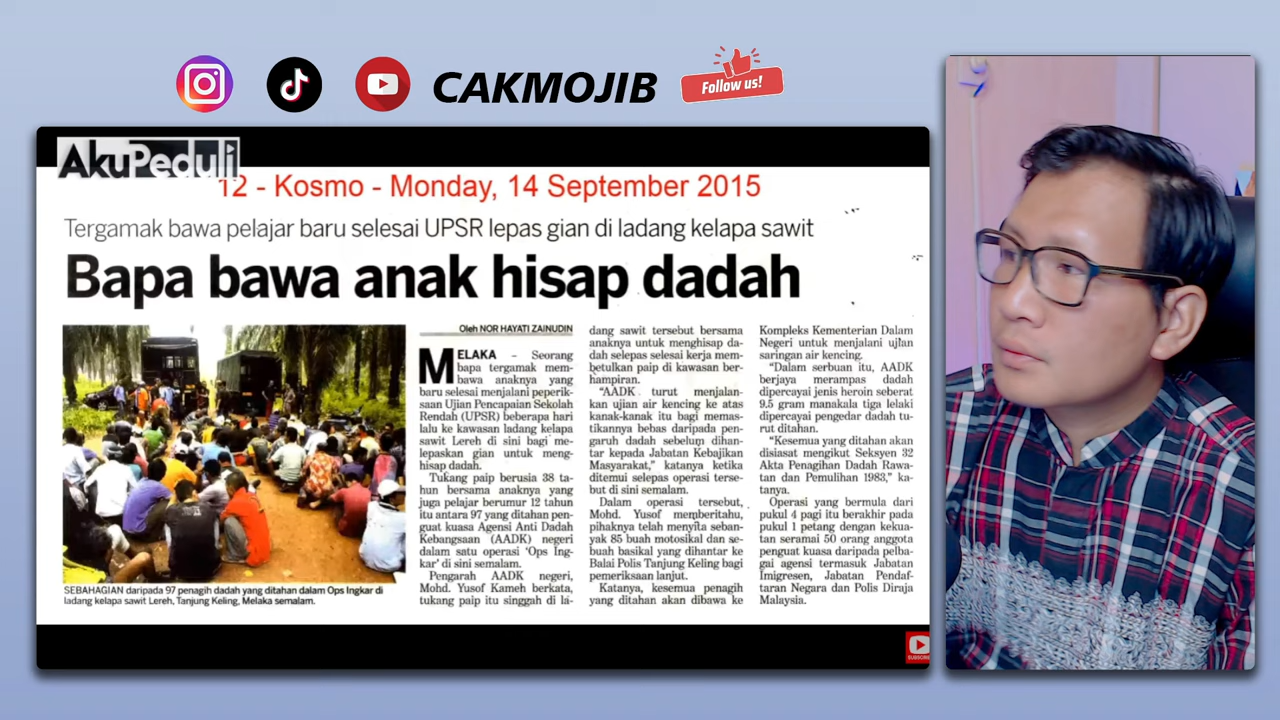 CAKMOJIB
Follow us!
AkuPeduli
12 - Kosmo - Monday, 14 September 2015
Tergamak bawa pelajar baru selesai UPSR lepas gian di ladang kelapa sawit
Bapa bawa anak hisap dadah
SEBAHAGIAN daripada 97 penagih dadah yang ditahan dalam Ops Ingkar di
ladang kelapa sawit Lereh, Tanjung Keling, Melaka semalam.
Oleh NOR HAYATI ZAINUDIN
MELAKA – Seorang
bapa tergamak mem-
bawa anaknya yang
baru selesai menjalani peperik-
saan Ujian Pencapaian Sekolah
Rendah (UPSR) beberapa hari
lalu ke kawasan ladang kelapa
sawit Lereh di sini bagi me-
lepaskan gian untuk meng-
hisap dadah.
Tukang paip berusia 38 ta-
hun bersama anaknya yang
juga pelajar berumur 12 tahun
itu antara 97 yang ditahan pen-
guat kuasa Agensi Anti Dadah
Kebangsaan (AADK) negeri
dalam satu operasi 'Ops Ing-
kar' di sini semalam.
Pengarah AADK negeri,
Mohd. Yusof Kameh berkata,
tukang paip itu singgah di la-
dang sawit tersebut bersama
anaknya untuk menghisap da-
dah selepas selesai kerja mem-
betulkan paip di kawasan ber-
hampiran.
"AADK turut menjalan-
kan ujian air kencing ke atas
kanak-kanak itu bagi memas-
tikannya bebas daripada pen-
garuh dadah sebelum dihan-
tar kepada Jabatan Kebajikan
Masyarakat," katanya ketika
ditemui selepas operasi terse-
but di sini semalam.
Dalam operasi tersebut,
Mohd. Yusof memberitahu,
pihaknya telah menyita seban-
yak 85 buah motosikal dan se-
buah basikal yang dihantar ke
Balai Polis Tanjung Keling bagi
pemeriksaan lanjut.
Katanya, kesemua penagih
yang ditahan akan dibawa ke
Kompleks Kementerian Dalam
Negeri untuk menjalani ujian
saringan air kencing.
"Dalam serbuan itu, AADK
berjaya merampas dadah
dipercayai jenis heroin seberat
9.5 gram manakala tiga lelaki
dipercayai pengedar dadah tu-
rut ditahan.
"Kesemua yang ditahan akan
disiasat mengikut Seksyen 32
Akta Penagihan Dadah Rawa-
tan dan Pemulihan 1983," ka-
tanya.
Operasi yang bermula dari
pukul 4 pagi itu berakhir pada
pukul 1 petang dengan kekua-
tan seramai 50 orang anggota
penguat kuasa daripada pelba-
gai agensi termasuk Jabatan
Imigresen, Jabatan Pendaf-
taran Negara dan Polis Diraja
Malaysia.